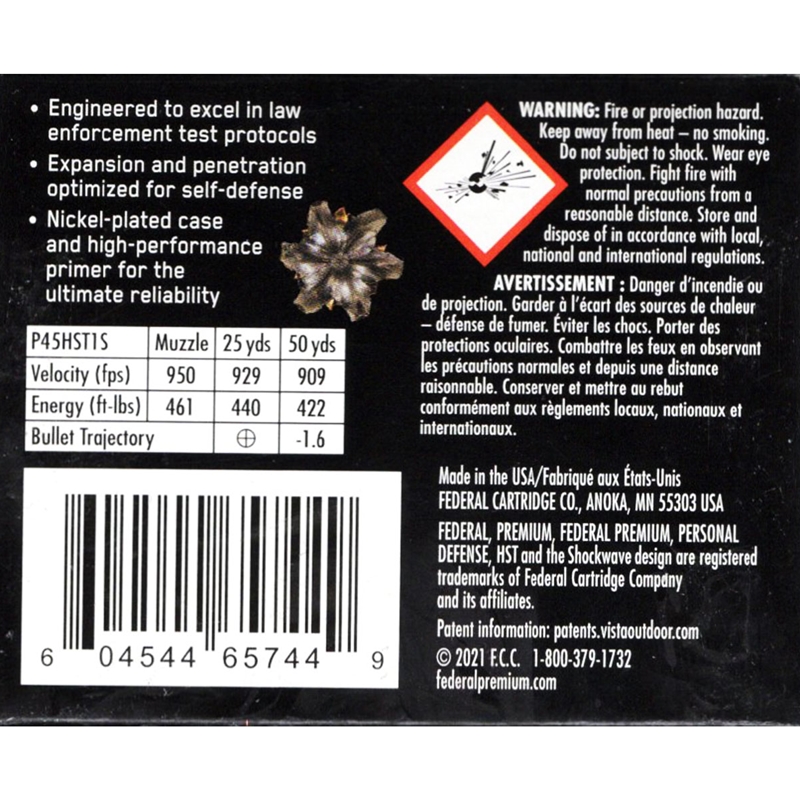 • Engineered to excel in law
enforcement test protocols
• Expansion and penetration
optimized for self-defense
• Nickel-plated case
and high-performance
primer for the
ultimate reliability
P45HST1S Muzzle 25 yds 50 yds
Velocity (fps) 950 929 909
Energy (ft-lbs) 461 440 422
Bullet Trajectory ⊕ -1.6
6 04544 65744 9
WARNING: Fire or projection hazard.
Keep away from heat – no smoking.
Do not subject to shock. Wear eye
protection. Fight fire with
normal precautions from a
reasonable distance. Store and
dispose of in accordance with local,
national and international regulations.
AVERTISSEMENT : Danger d'incendie ou
de projection. Garder à l'écart des sources de chaleur
– défense de fumer. Éviter les chocs. Porter des
protections oculaires. Combattre les feux en observant
les précautions normales et depuis une distance
raisonnable. Conserver et mettre au rebut
conformément aux règlements locaux, nationaux et
internationaux.
Made in the USA/Fabriqué aux États-Unis
FEDERAL CARTRIDGE CO., ANOKA, MN 55303 USA
FEDERAL, PREMIUM, FEDERAL PREMIUM, PERSONAL
DEFENSE, HST and the Shockwave design are registered
trademarks of Federal Cartridge Company
and its affiliates.
Patent information: patents.vistaoutdoor.com
© 2021 F.C.C. 1-800-379-1732
federalpremium.com